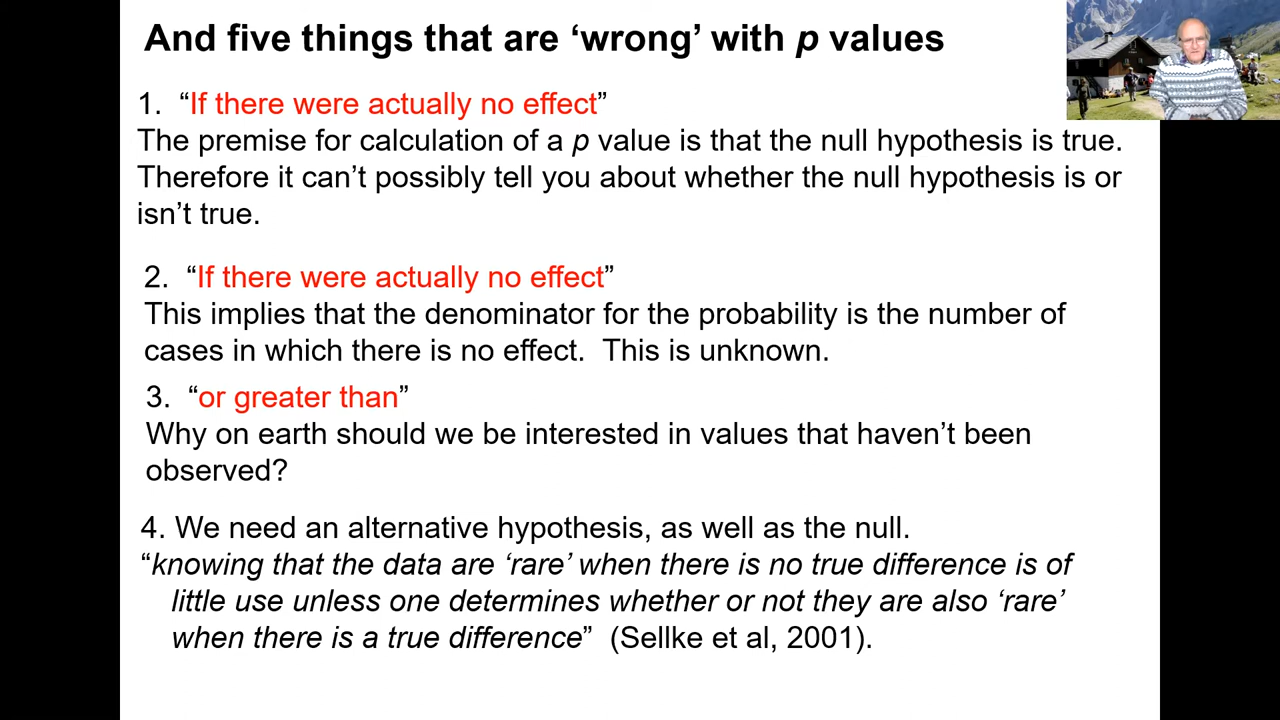 And five things that are ‘wrong’ with p values
1. “If there were actually no effect”
The premise for calculation of a p value is that the null hypothesis is true.
Therefore it can’t possibly tell you about whether the null hypothesis is or
isn’t true.
2. “If there were actually no effect”
This implies that the denominator for the probability is the number of
cases in which there is no effect. This is unknown.
3. “or greater than”
Why on earth should we be interested in values that haven’t been
observed?
4. We need an alternative hypothesis, as well as the null.
“knowing that the data are ‘rare’ when there is no true difference is of
little use unless one determines whether or not they are also ‘rare’
when there is a true difference” (Sellke et al, 2001).